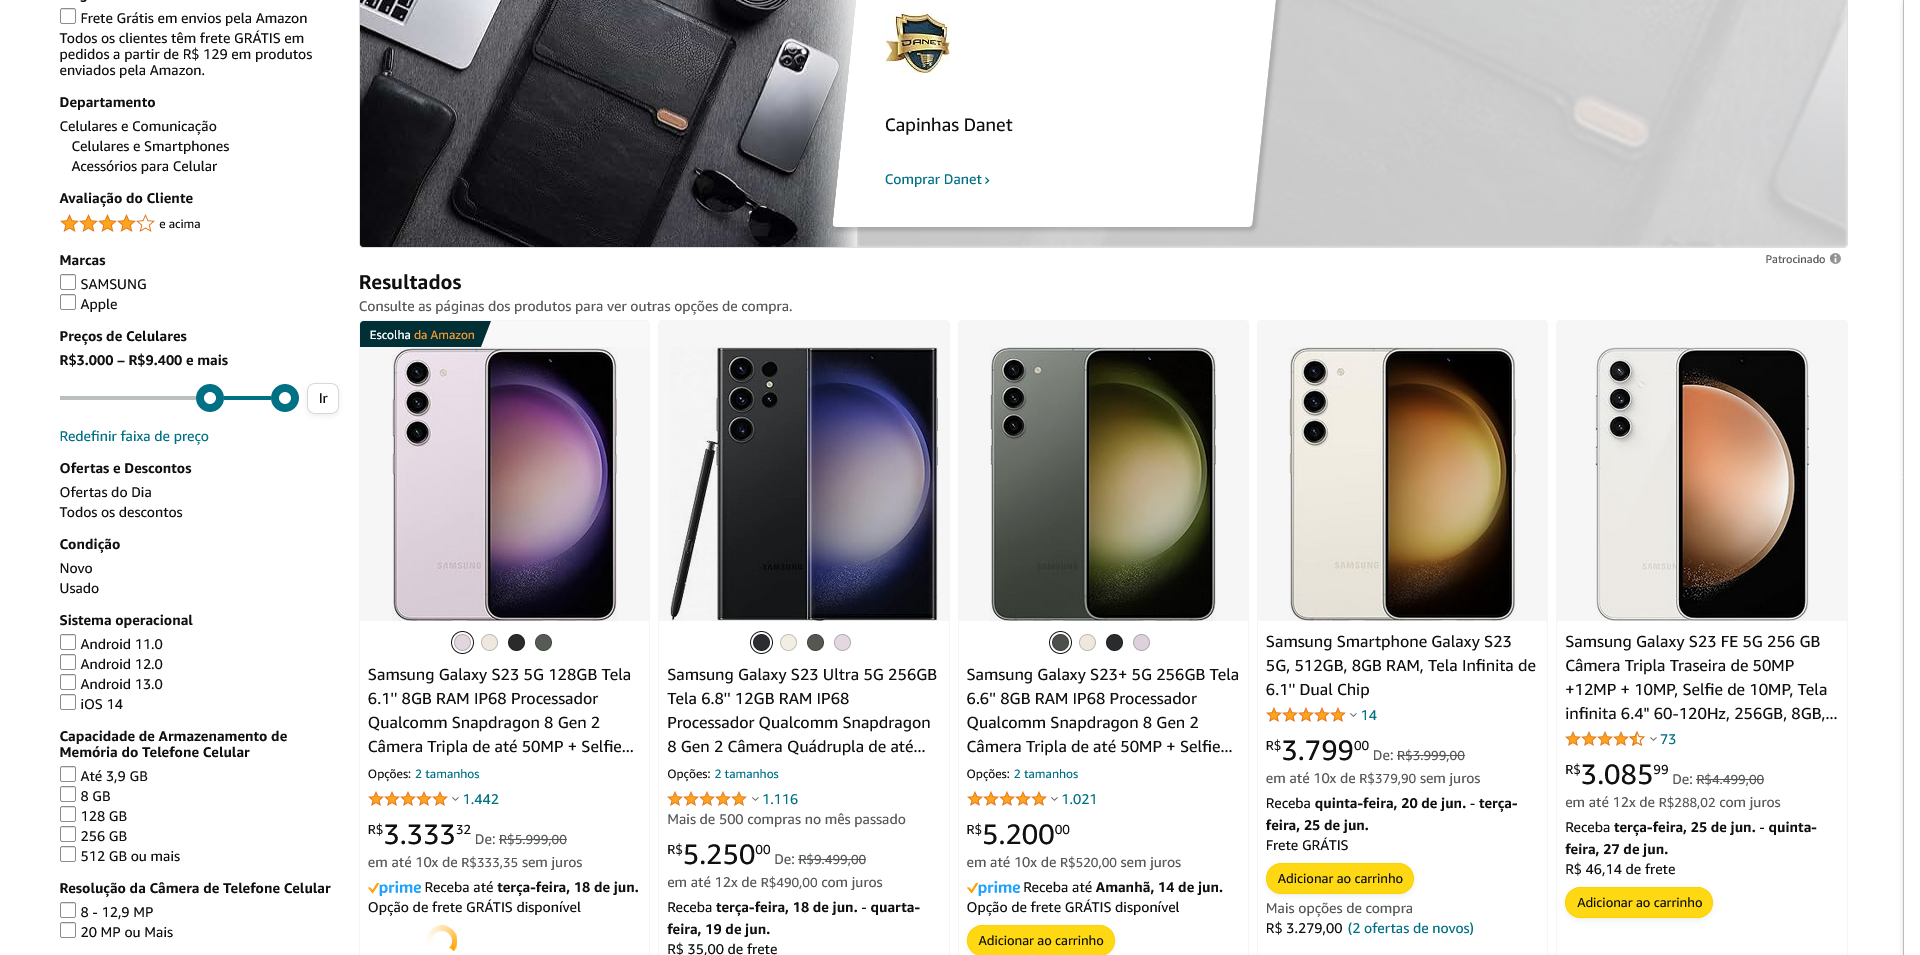 Frete Grátis em envios pela Amazon
Todos os clientes têm frete GRÁTIS em
pedidos a partir de R$ 129 em produtos
enviados pela Amazon.
Departamento
Celulares e Comunicação
Celulares e Smartphones
Acessórios para Celular
Avaliação do Cliente
e acima
Marcas
SAMSUNG
Apple
Preços de Celulares
R$3.000 – R$9.400 e mais
Ir
Redefinir faixa de preço
Ofertas e Descontos
Ofertas do Dia
Todos os descontos
Condição
Novo
Usado
Sistema operacional
Android 11.0
Android 12.0
Android 13.0
iOS 14
Capacidade de Armazenamento de
Memória do Telefone Celular
Até 3,9 GB
8 GB
128 GB
256 GB
512 GB ou mais
Resolução da Câmera de Telefone Celular
8 - 12,9 MP
20 MP ou Mais
DANET
Capinhas Danet
Comprar Danet ›
Patrocinado
Resultados
Consulte as páginas dos produtos para ver outras opções de compra.
Escolha da Amazon
SAMSUNG
Samsung Galaxy S23 5G 128GB Tela
6.1'' 8GB RAM IP68 Processador
Qualcomm Snapdragon 8 Gen 2
Câmera Tripla de até 50MP + Selfie...
Opções: 2 tamanhos
1.442
R$3.33332 De: R$5.999,00
em até 10x de R$333,35 sem juros
prime Receba até terça-feira, 18 de jun.
Opção de frete GRÁTIS disponível
SAMSUNG
Samsung Galaxy S23 Ultra 5G 256GB
Tela 6.8'' 12GB RAM IP68
Processador Qualcomm Snapdragon
8 Gen 2 Câmera Quádrupla de até...
Opções: 2 tamanhos
1.116
Mais de 500 compras no mês passado
R$5.25000 De: R$9.499,00
em até 12x de R$490,00 com juros
Receba terça-feira, 18 de jun. - quarta-
feira, 19 de jun.
R$ 35,00 de frete
SAMSUNG
Samsung Galaxy S23+ 5G 256GB Tela
6.6" 8GB RAM IP68 Processador
Qualcomm Snapdragon 8 Gen 2
Câmera Tripla de até 50MP + Selfie...
Opções: 2 tamanhos
1.021
R$5.20000
em até 10x de R$520,00 sem juros
prime Receba até Amanhã, 14 de jun.
Opção de frete GRÁTIS disponível
Adicionar ao carrinho
SAMSUNG
Samsung Smartphone Galaxy S23
5G, 512GB, 8GB RAM, Tela Infinita de
6.1'' Dual Chip
14
R$3.79900 De: R$3.999,00
em até 10x de R$379,90 sem juros
Receba quinta-feira, 20 de jun. - terça-
feira, 25 de jun.
Frete GRÁTIS
Adicionar ao carrinho
Mais opções de compra
R$ 3.279,00 (2 ofertas de novos)
SAMSUN
Samsung Galaxy S23 FE 5G 256 GB
Câmera Tripla Traseira de 50MP
+12MP + 10MP, Selfie de 10MP, Tela
infinita 6.4" 60-120Hz, 256GB, 8GB,...
73
R$3.08599 De: R$4.499,00
em até 12x de R$288,02 com juros
Receba terça-feira, 25 de jun. - quinta-
feira, 27 de jun.
R$ 46,14 de frete
Adicionar ao carrinho